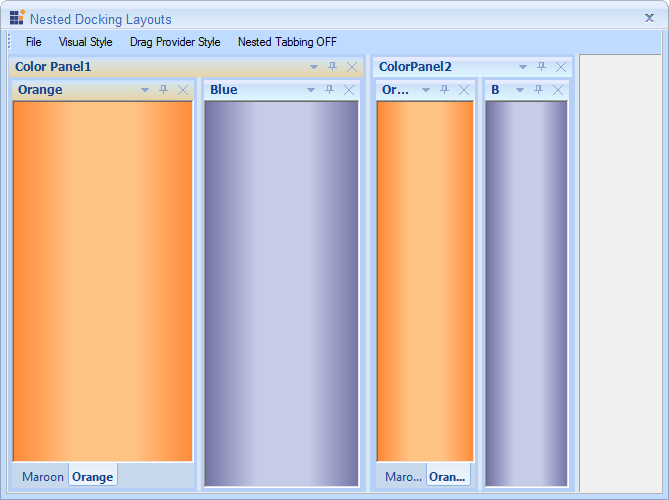 Nested Docking Layouts
File Visual Style Drag Provider Style Nested Tabbing OFF
Color Panel1 ColorPanel2
Orange Blue Or... B
Maroon Orange Maro... Oran...